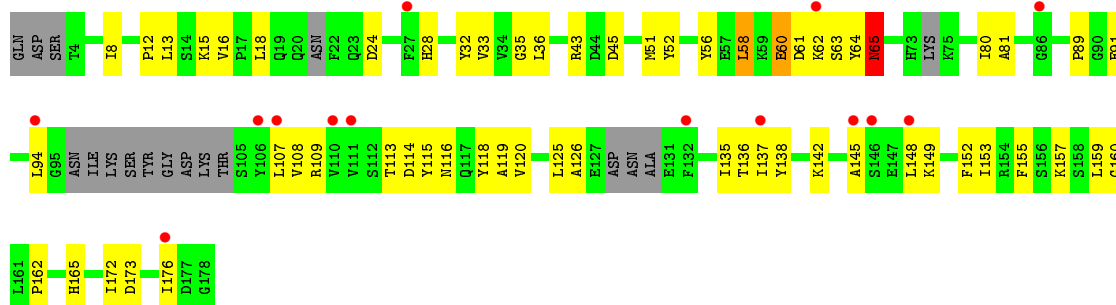 GLN ASP SER T4 I8 P12 L13 S14 K15 V16 P17 L18 Q19 Q20 ASN F22 Q23 D24 F27 H28 Y32 V33 V34 G35 L36 R43 D44 D45 M51 Y52 Y56 E57 L58 K59 E60 D61 K62 S63 Y64 N65 H73 LYS K75 I80 A81 G86 P89 G90
L94 G95 ASN ILE LYS SER TYR GLY ASP LYS THR S105 Y106 L107 V108 R109 V110 V111 S112 T113 D114 Y115 N116 Q117 Y118 A119 V120 L125 A126 E127 ASP ASN ALA E131 F132 I135 T136 I137 Y138 K142 A145 S146 E147 L148 K149 F152 I153 R154 F155 S156 K157 S158 L159
L161 P162 H165 I172 D173 I176 D177 G178